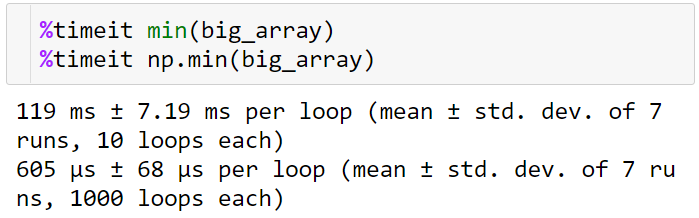 %timeit min(big_array)
%timeit np.min(big_array)
119 ms ± 7.19 ms per loop (mean ± std. dev. of 7
runs, 10 loops each)
605 µs ± 68 µs per loop (mean ± std. dev. of 7 ru
ns, 1000 loops each)